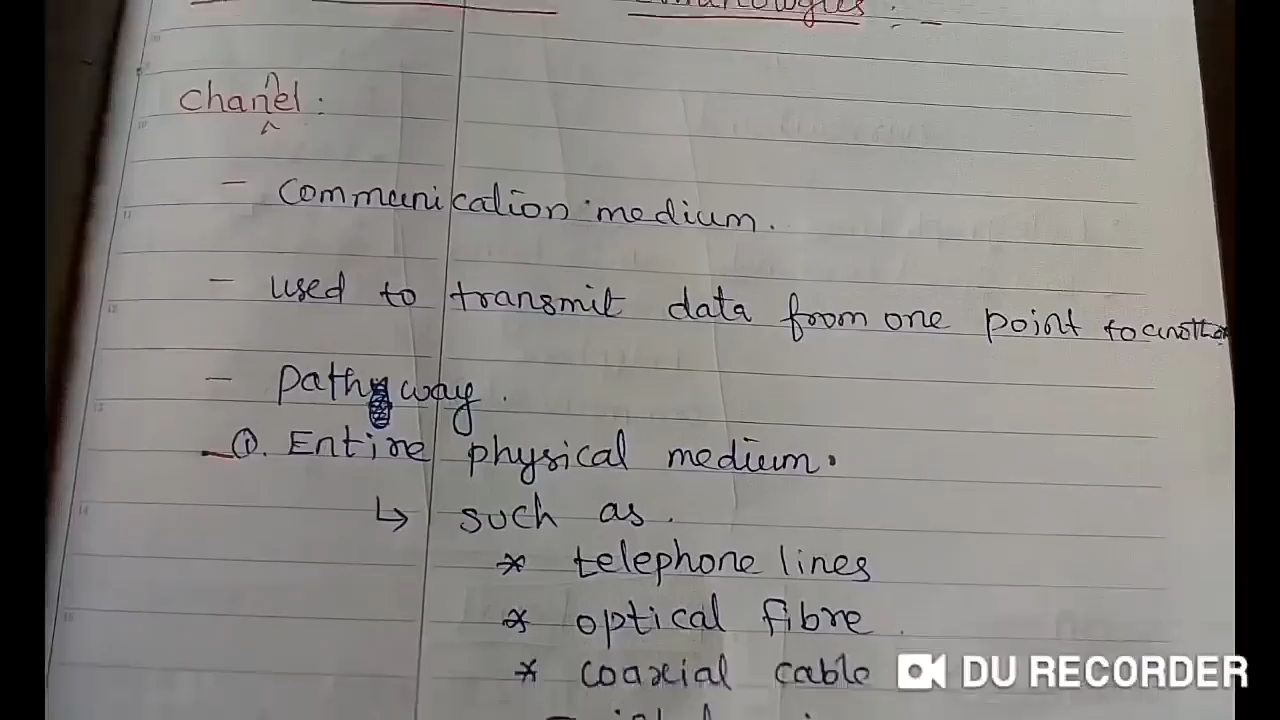 Channel :
- Communication medium.
- used to transmit data from one point to another
- Pathway.
①. Entire physical medium.
↳ such as.
* telephone lines
* optical fibre.
* coaxial cable
DU RECORDER